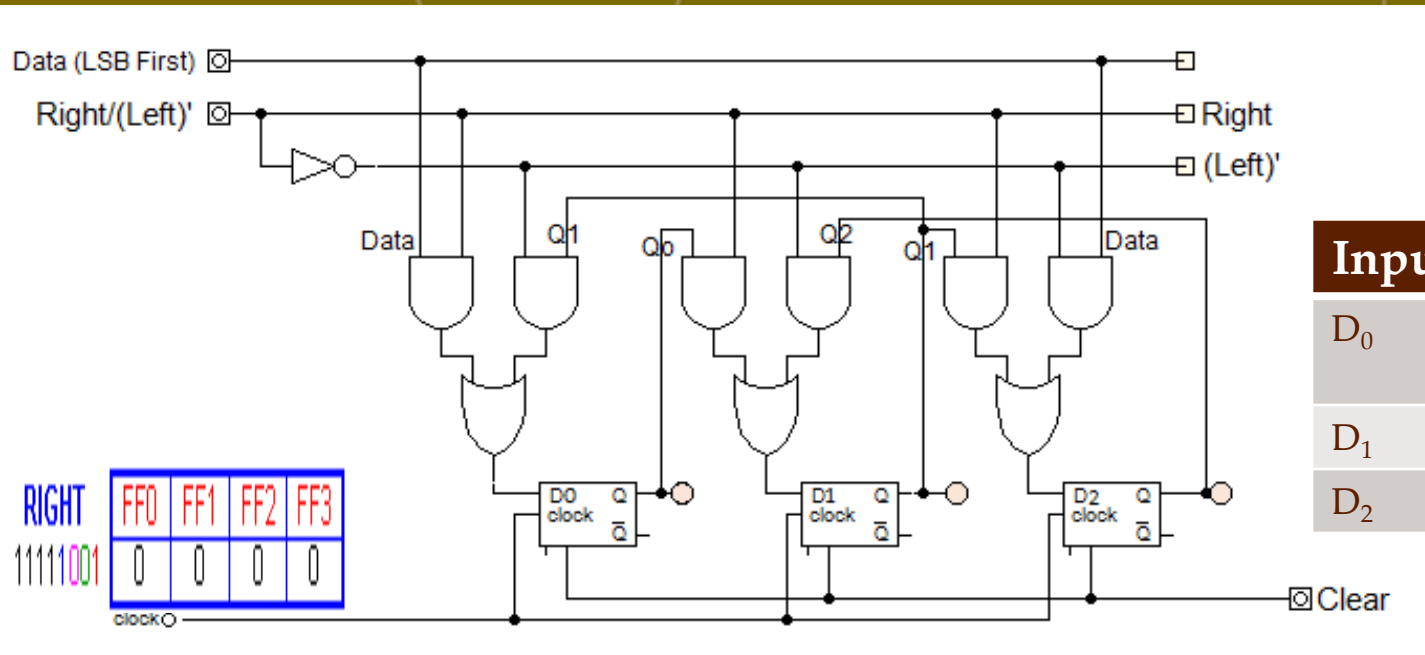 Data (LSB First)
Right/(Left)' Right
(Left)'
Data Q1 Q0 Q2 Q1 Data
Inpu
D₀
D₁
D₂
RIGHT FF0 FF1 FF2 FF3
11111001 0 0 0 0
D0 Q D1 Q D2 Q
clock clock clock
Q̅ Q̅ Q̅
Clear
clock